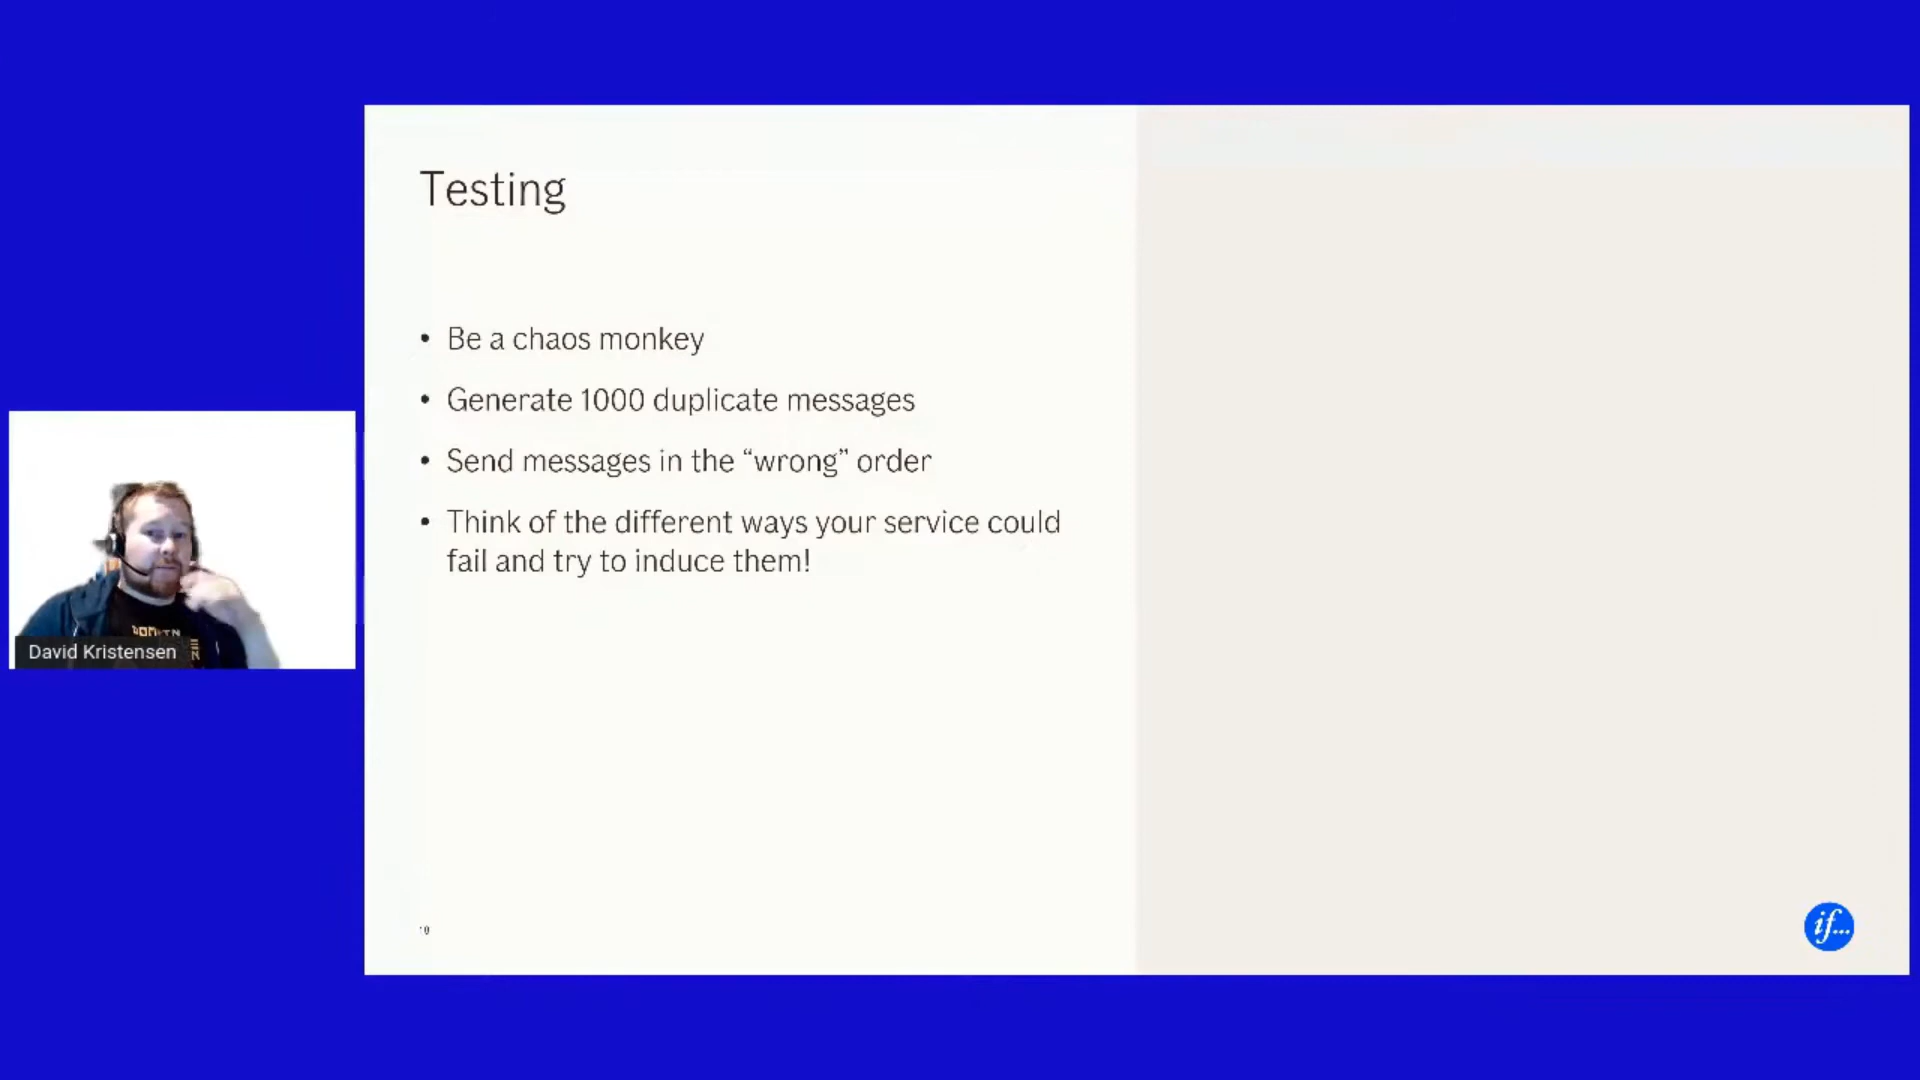 Testing
• Be a chaos monkey
• Generate 1000 duplicate messages
• Send messages in the “wrong” order
• Think of the different ways your service could
fail and try to induce them!
David Kristensen
10
if...